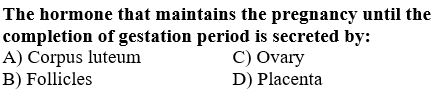 The hormone that maintains the pregnancy until the
completion of gestation period is secreted by:
A) Corpus luteum C) Ovary
B) Follicles D) Placenta